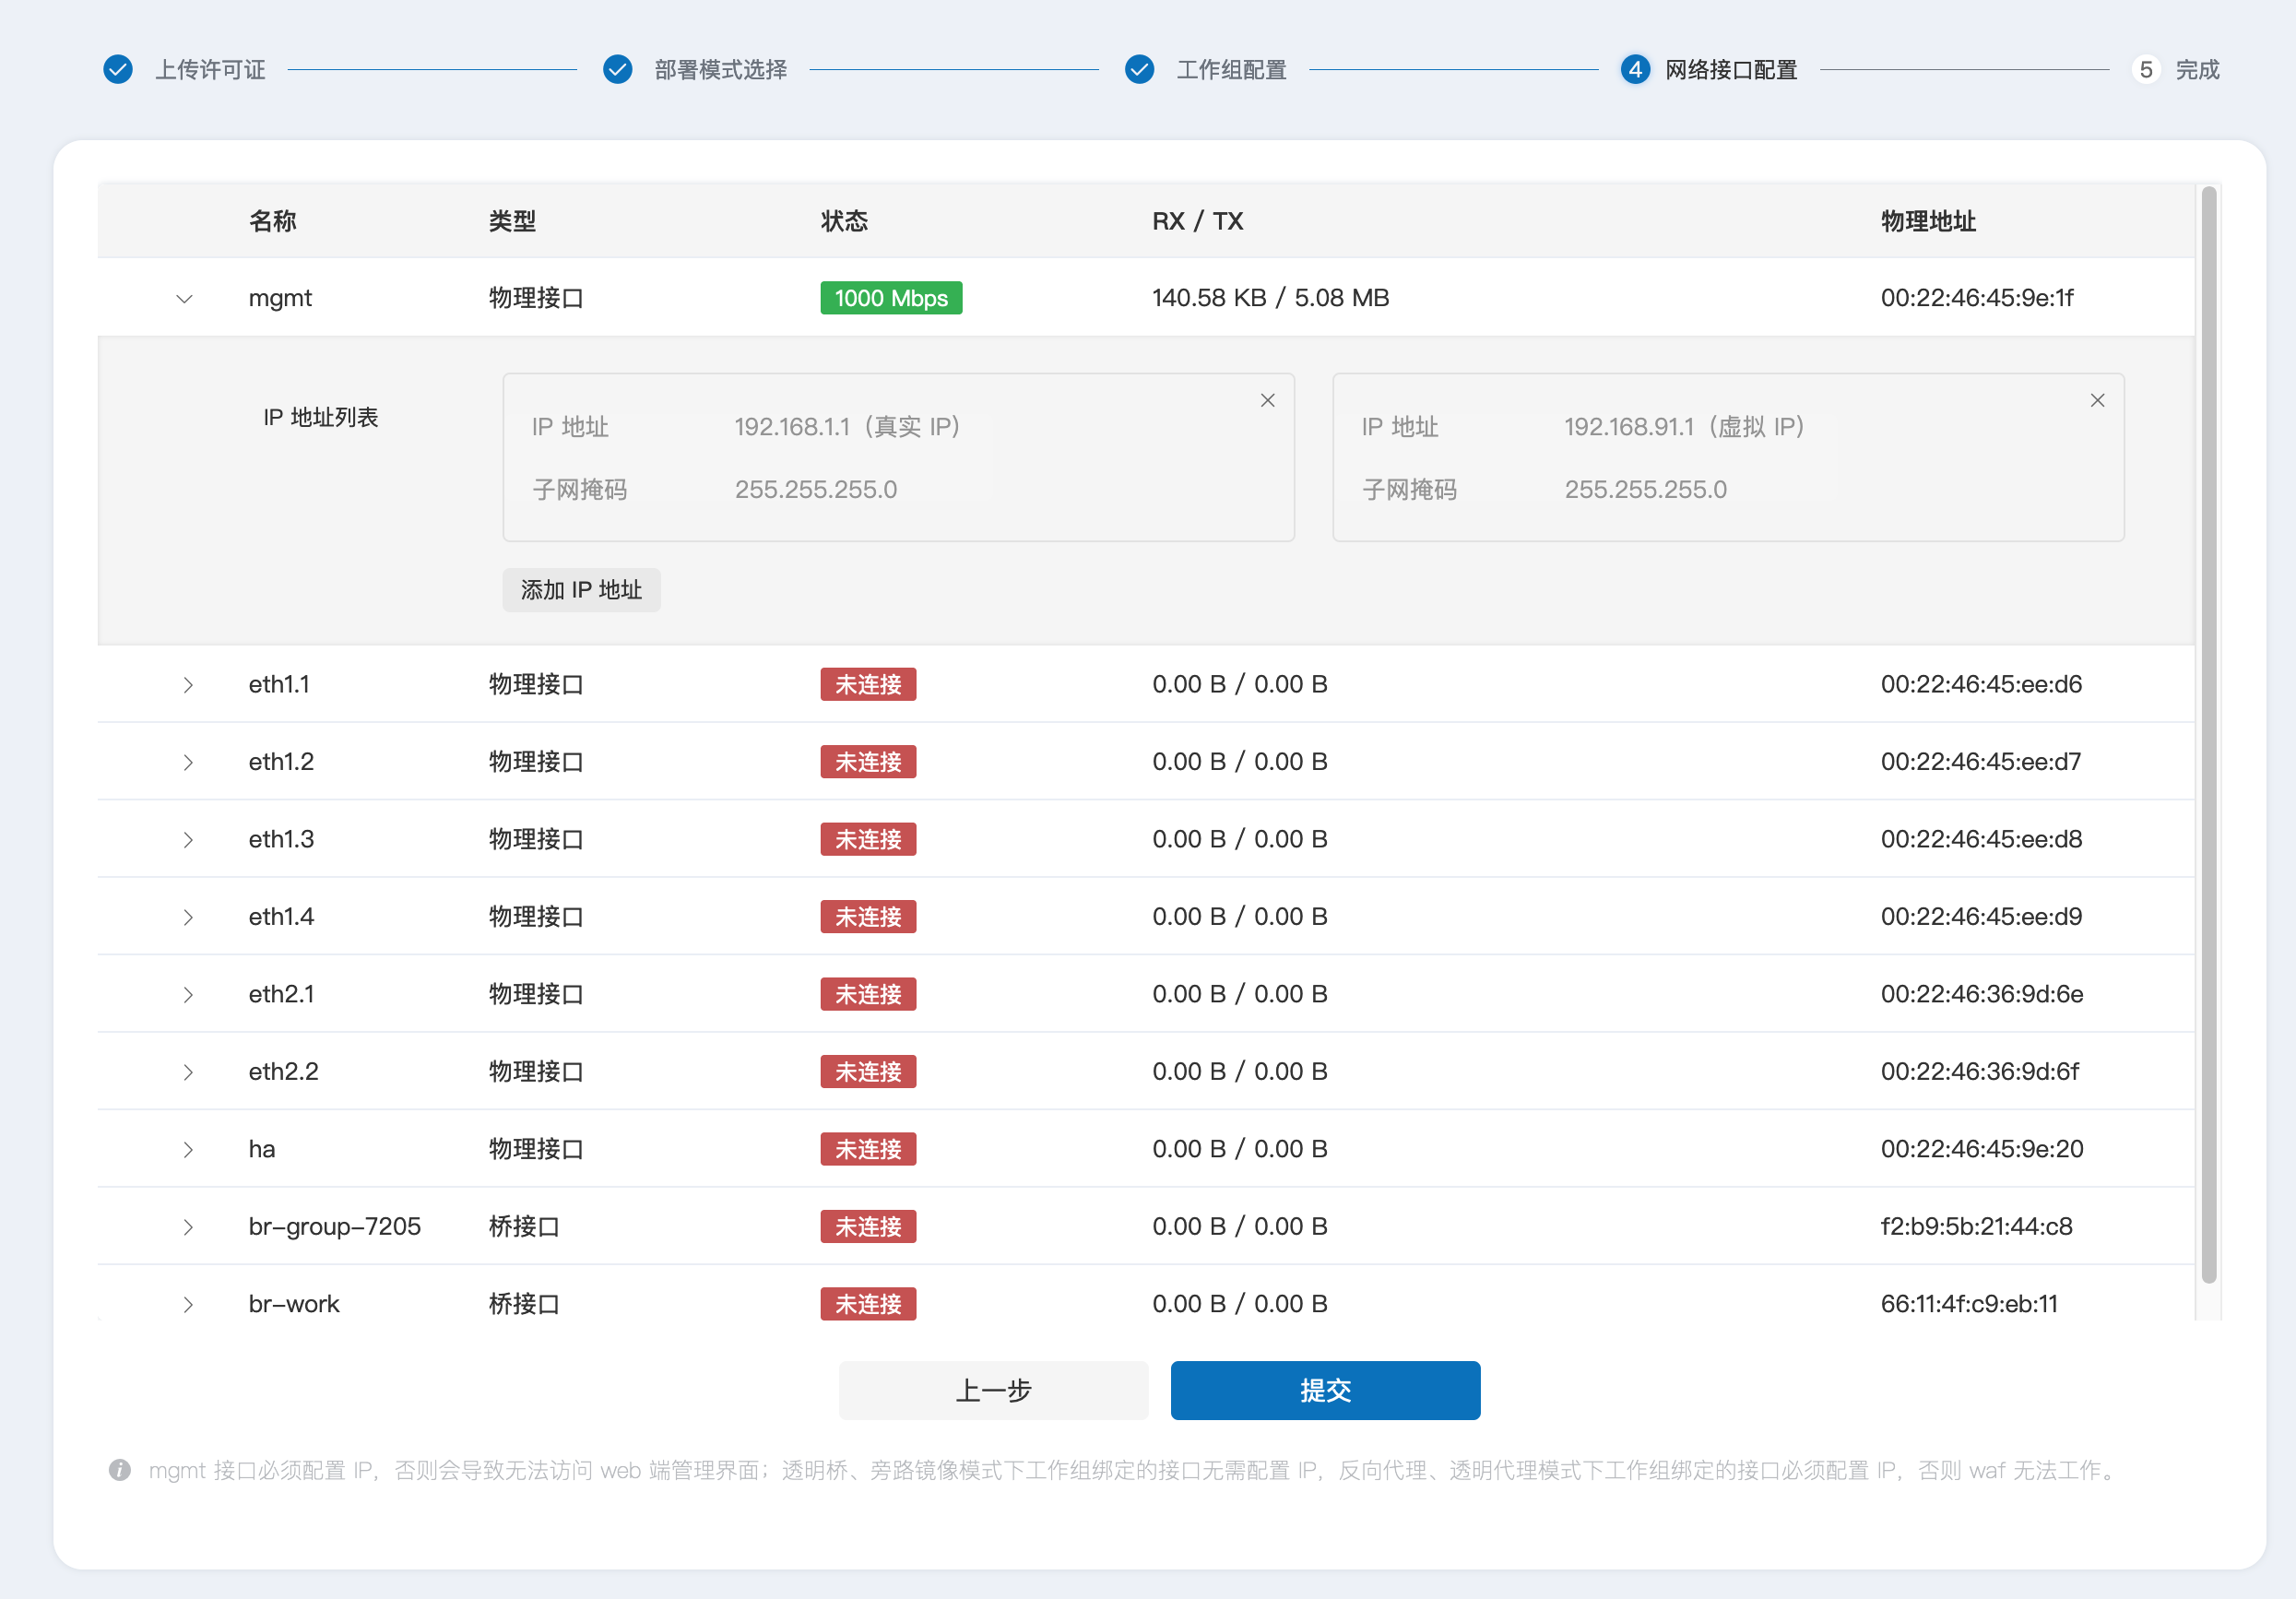 上传许可证 部署模式选择 工作组配置 4 网络接口配置 5 完成
名称 类型 状态 RX / TX 物理地址
mgmt 物理接口 1000 Mbps 140.58 KB / 5.08 MB 00:22:46:45:9e:1f
IP 地址列表
IP 地址 192.168.1.1（真实 IP）
子网掩码 255.255.255.0
IP 地址 192.168.91.1（虚拟 IP）
子网掩码 255.255.255.0
添加 IP 地址
eth1.1 物理接口 未连接 0.00 B / 0.00 B 00:22:46:45:ee:d6
eth1.2 物理接口 未连接 0.00 B / 0.00 B 00:22:46:45:ee:d7
eth1.3 物理接口 未连接 0.00 B / 0.00 B 00:22:46:45:ee:d8
eth1.4 物理接口 未连接 0.00 B / 0.00 B 00:22:46:45:ee:d9
eth2.1 物理接口 未连接 0.00 B / 0.00 B 00:22:46:36:9d:6e
eth2.2 物理接口 未连接 0.00 B / 0.00 B 00:22:46:36:9d:6f
ha 物理接口 未连接 0.00 B / 0.00 B 00:22:46:45:9e:20
br-group-7205 桥接口 未连接 0.00 B / 0.00 B f2:b9:5b:21:44:c8
br-work 桥接口 未连接 0.00 B / 0.00 B 66:11:4f:c9:eb:11
上一步 提交
mgmt 接口必须配置 IP，否则会导致无法访问 web 端管理界面；透明桥、旁路镜像模式下工作组绑定的接口无需配置 IP，反向代理、透明代理模式下工作组绑定的接口必须配置 IP，否则 waf 无法工作。